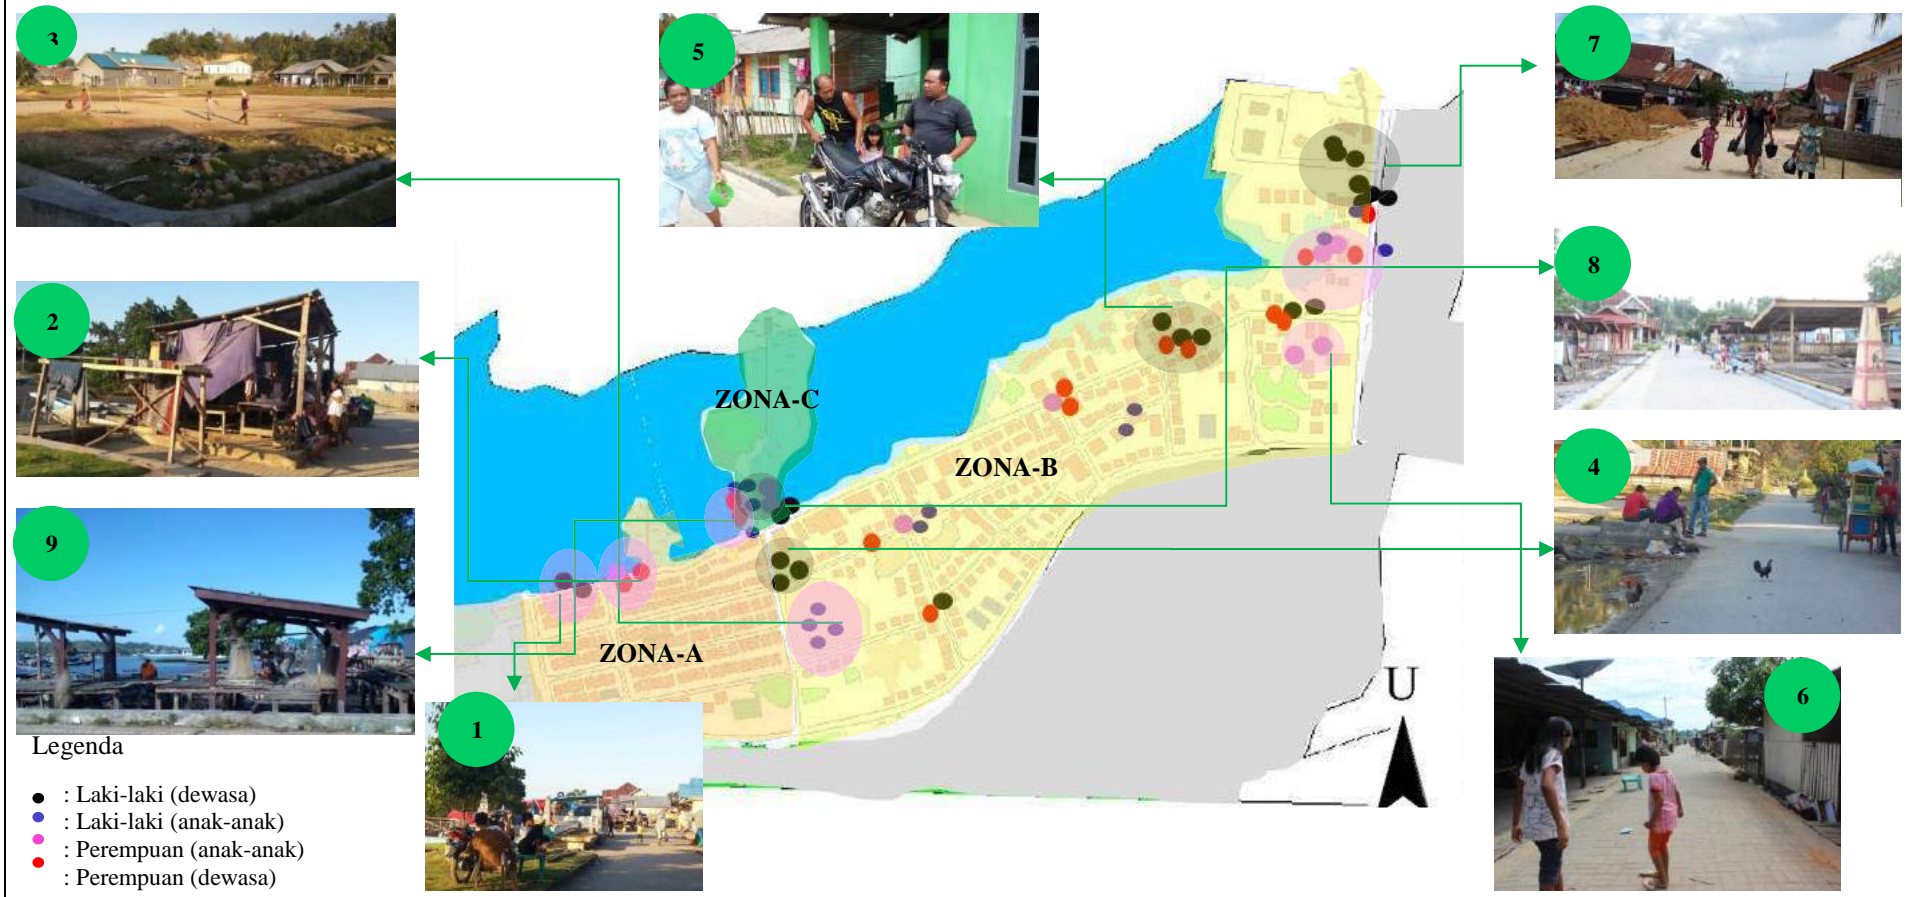 3
5
7
2
8
ZONA-C
4
ZONA-B
9
ZONA-A
U
6
1
Legenda
: Laki-laki (dewasa)
: Laki-laki (anak-anak)
: Perempuan (anak-anak)
: Perempuan (dewasa)